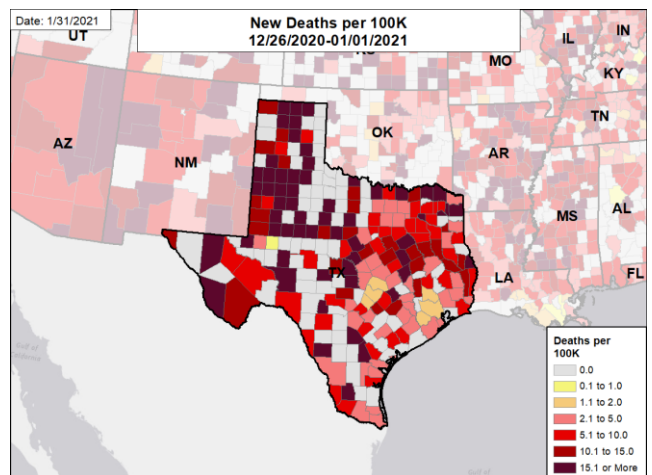 Date: 1/31/2021
New Deaths per 100K
12/26/2020-01/01/2021
UT
IL
IN
MO
KY
TN
OK
AZ
NM
AR
MS
AL
TX
LA
FL
Gulf of
California
Deaths per
100K
0.0
0.1 to 1.0
1.1 to 2.0
2.1 to 5.0
5.1 to 10.0
10.1 to 15.0
15.1 or More